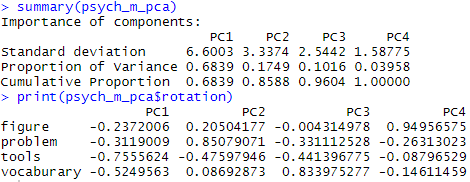 > summary(psych_m_pca)
Importance of components:
PC1 PC2 PC3 PC4
Standard deviation 6.6003 3.3374 2.5442 1.58775
Proportion of Variance 0.6839 0.1749 0.1016 0.03958
Cumulative Proportion 0.6839 0.8588 0.9604 1.00000
> print(psych_m_pca$rotation)
PC1 PC2 PC3 PC4
figure -0.2372006 0.20504177 -0.004314978 0.94956575
problem -0.3119009 0.85079071 -0.331112528 -0.26313023
tools -0.7555624 -0.47597946 -0.441396775 -0.08796529
vocaburary -0.5249563 0.08692873 0.833975277 -0.14611459